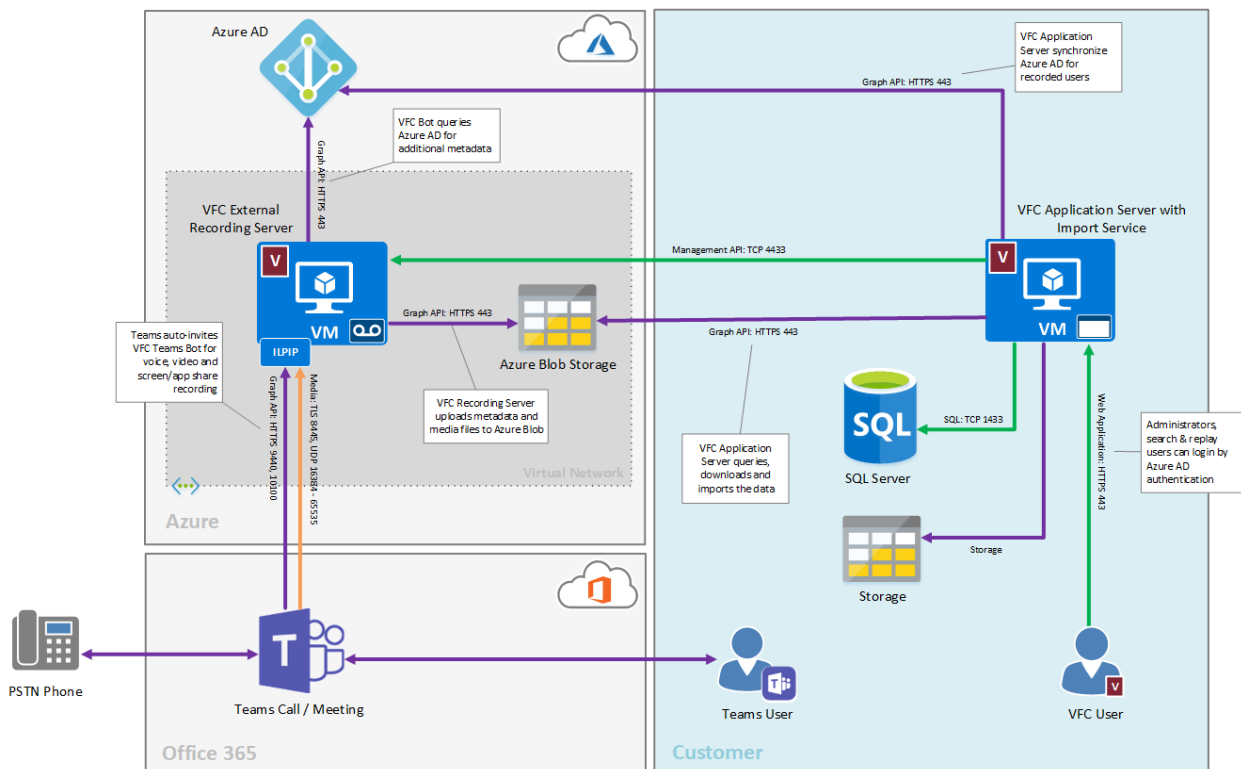 Azure AD
VFC Application
Server synchronize
Azure AD for
recorded users
Graph API: HTTPS 443
VFC Bot queries
Azure AD for
additional metadata
Graph API: HTTPS 443
VFC External
Recording Server
VFC Application Server with
Import Service
V
VM
Management API: TCP 4433
V
VM
Graph API: HTTPS 443
Graph API: HTTPS 443
ILPIP
Azure Blob Storage
Teams auto-invites
VFC Teams Bot for
voice, video and
screen/app share
recording
VFC Recording Server
uploads metadata and
media files to Azure Blob
Graph API: HTTPS 9440, 10100
Media: TlS 8445, UDP 16384 - 65535
SQL
SQL: TCP 1433
SQL Server
Web Application: HTTPS 443
Administrators,
search & replay
users can login by
Azure AD
authentication
VFC Application
Server queries,
downloads and
imports the data
Virtual Network
Azure
Storage
Storage
T
PSTN Phone
Teams Call / Meeting
T
Teams User
V
VFC User
Office 365
Customer